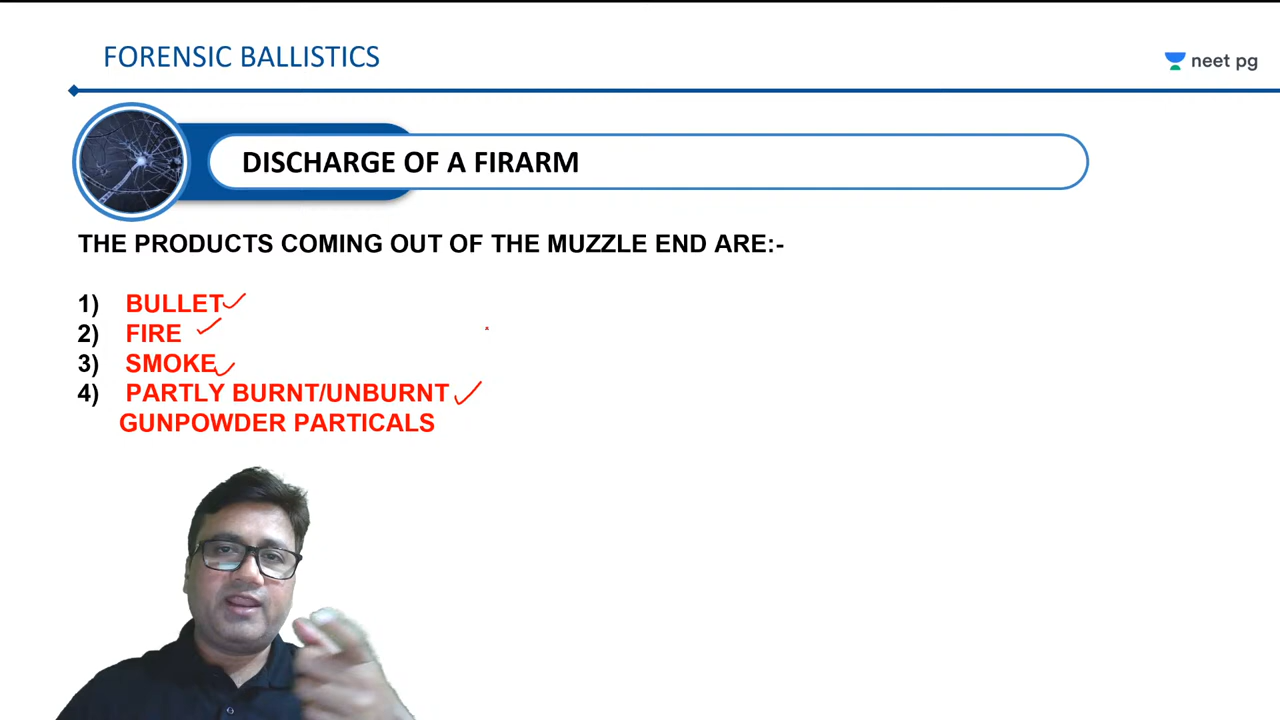 FORENSIC BALLISTICS
neet pg
DISCHARGE OF A FIRARM
THE PRODUCTS COMING OUT OF THE MUZZLE END ARE:-
1) BULLET
2) FIRE
3) SMOKE
4) PARTLY BURNT/UNBURNT
GUNPOWDER PARTICALS